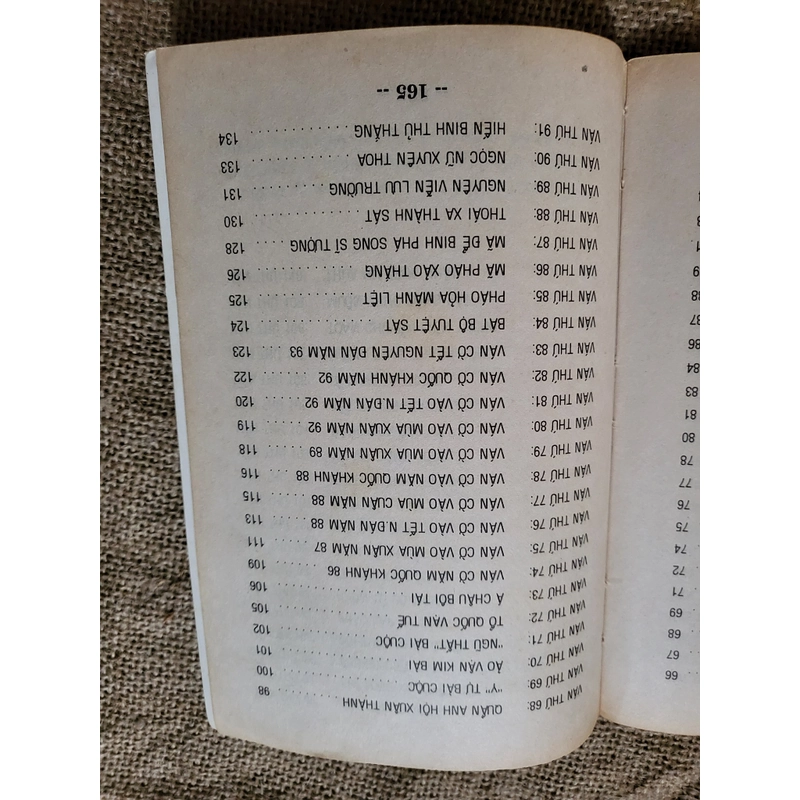 66
67
68
69
71
72
74
75
76
77
78
80
81
83
84
86
87
88
VÁN THỨ 68: QUẦN ANH HỘI XUÂN THÀNH 98
VÁN THỨ 69: "Y" TỰ BÀI CUỘC 100
VÁN THỨ 70: ÀO VÂN KIM BÀI 101
VÁN THỨ 71: "NGŨ THẤT" BÀI CUỘC 102
VÁN THỨ 72: TỔ QUỐC VẠN TUẾ 105
VÁN THỨ 73: Á CHÂU BÔI TÁI 106
VÁN THỨ 74: VÁN CỜ NĂM QUỐC KHÁNH 86 109
VÁN THỨ 75: VÁN CỜ VÀO MÙA XUÂN NĂM 87 111
VÁN THỨ 76: VÁN CỜ VÀO TẾT N.ĐÁN NĂM 88 113
VÁN THỨ 77: VÁN CỜ VÀO MÙA CUÂN NĂM 88 115
VÁN THỨ 78: VÁN CỜ VÀO NĂM QUỐC KHÁNH 88 116
VÁN THỨ 79: VÁN CỜ VÀO MÙA XUÂN NĂM 89 118
VÁN THỨ 80: VÁN CỜ VÀO MÙA XUÂN NĂM 92 119
VÁN THỨ 81: VÁN CỜ VÀO TẾT N.ĐÁN NĂM 92 120
VÁN THỨ 82: VÁN CỜ QUỐC KHÁNH NĂM 92 122
VÁN THỨ 83: VÁN CỜ TẾT NGUYÊN ĐÁN NĂM 93 123
VÁN THỨ 84: BÁT BỘ TUYỆT SÁT 124
VÁN THỨ 85: PHÁO HỎA MÃNH LIỆT 125
VÁN THỨ 86: MÃ PHÁO XẢO THẮNG 126
VÁN THỨ 87: MÃ ĐỂ BINH PHÁ SONG SĨ TƯỢNG 128
VÁN THỨ 88: THOÁI XA THÀNH SÁT 130
VÁN THỨ 89: NGUYÊN VIỄN LƯU TRƯỜNG 131
VÁN THỨ 90: NGỌC NỮ XUYÊN THOA 133
VÁN THỨ 91: HIẾN BINH THỦ THẮNG 134
-- 165 --